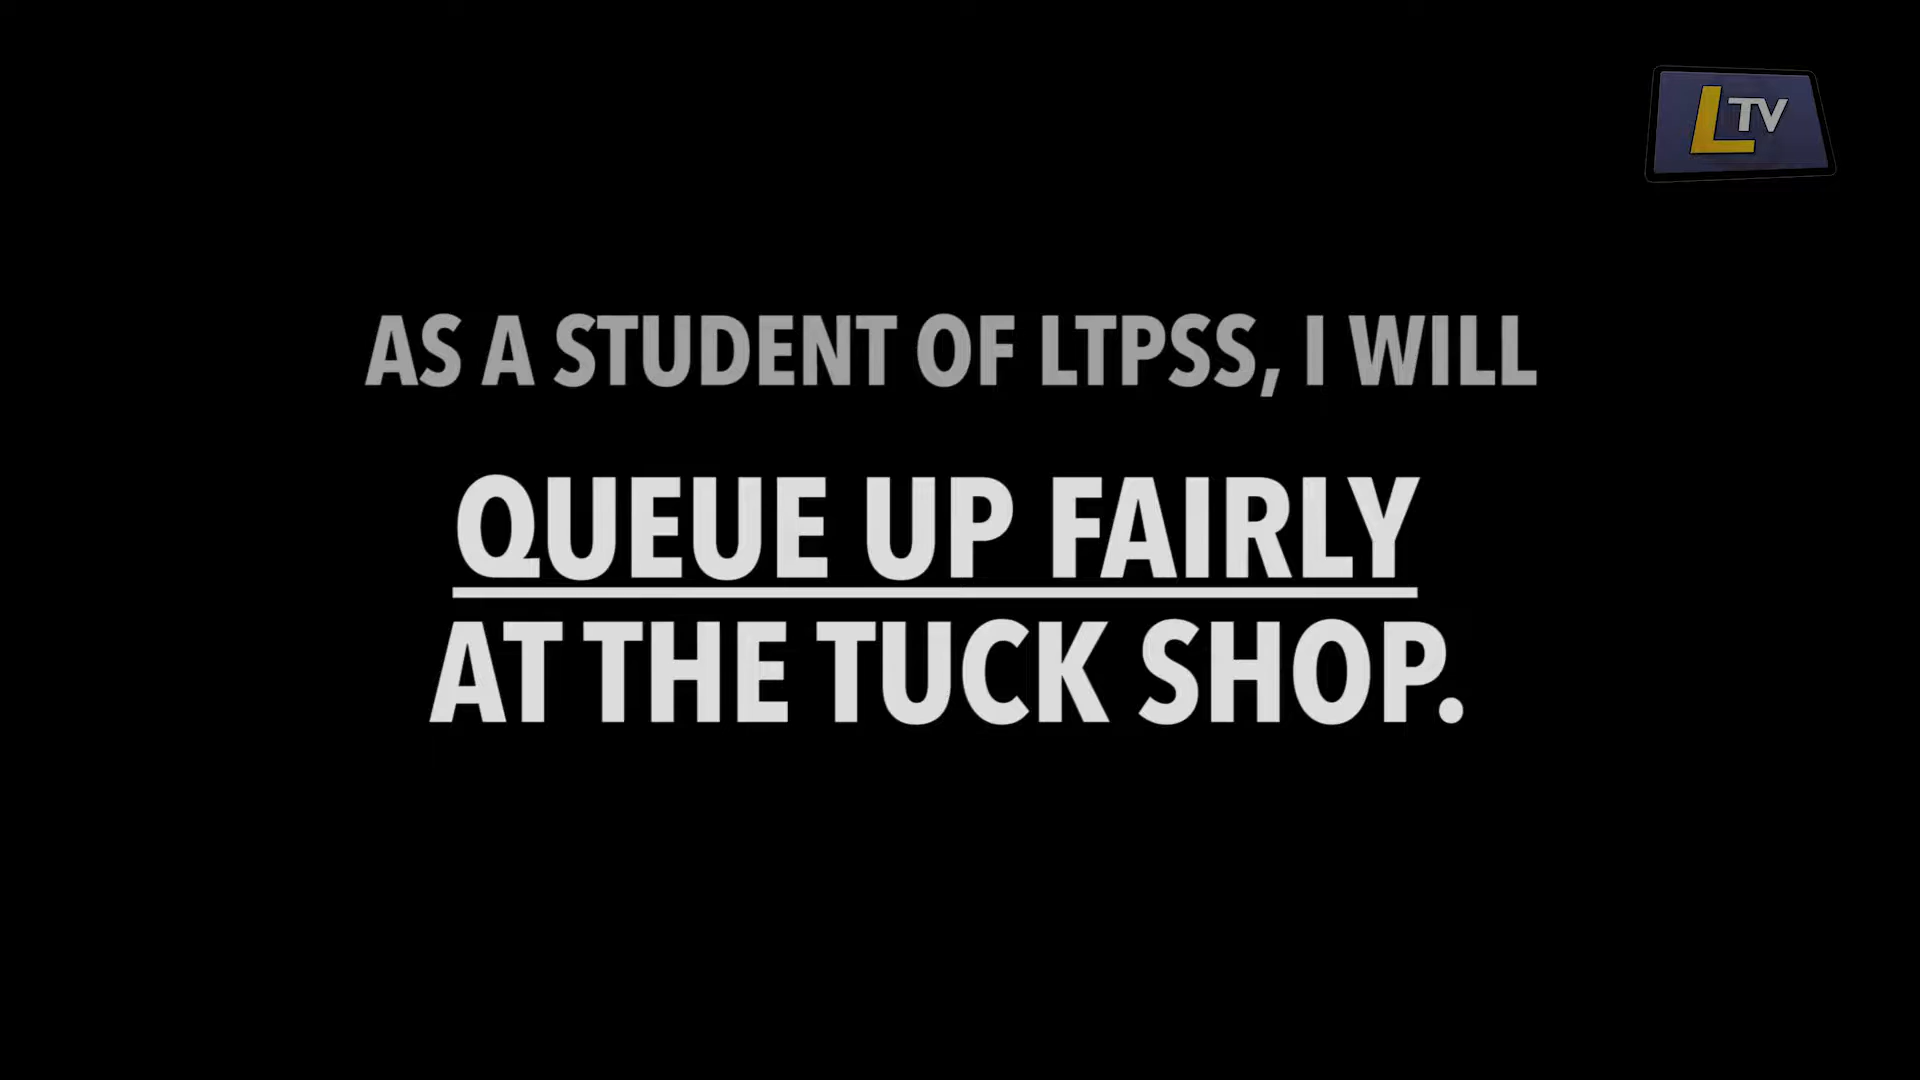 LTV
AS A STUDENT OF LTPSS, I WILL
QUEUE UP FAIRLY
AT THE TUCK SHOP.